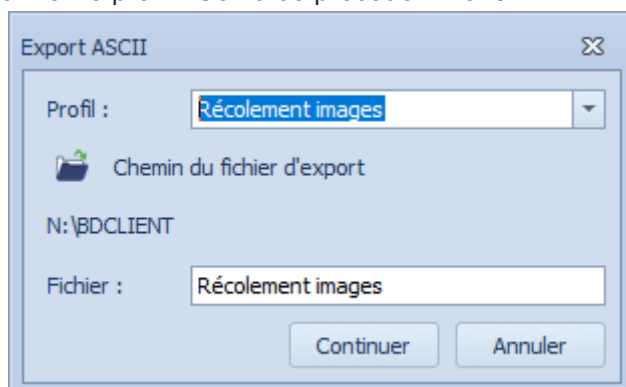 Export ASCII
Profil :
Récolement images
Chemin du fichier d'export
N:\BDCLIENT
Fichier :
Récolement images
Continuer
Annuler